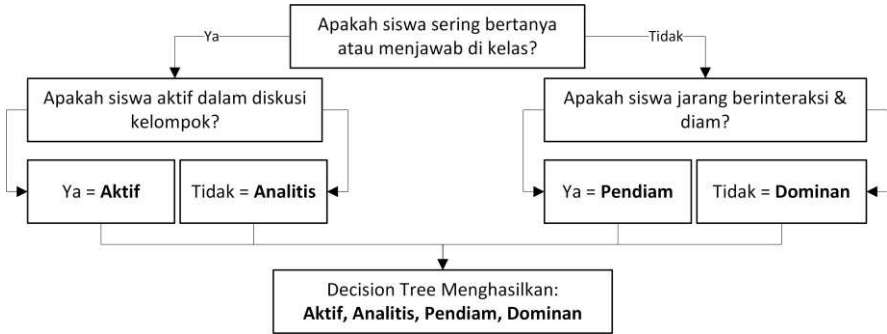 Apakah siswa sering bertanya
atau menjawab di kelas?
Ya
Tidak
Apakah siswa aktif dalam diskusi
kelompok?
Apakah siswa jarang berinteraksi &
diam?
Ya = Aktif
Tidak = Analitis
Ya = Pendiam
Tidak = Dominan
Decision Tree Menghasilkan:
Aktif, Analitis, Pendiam, Dominan